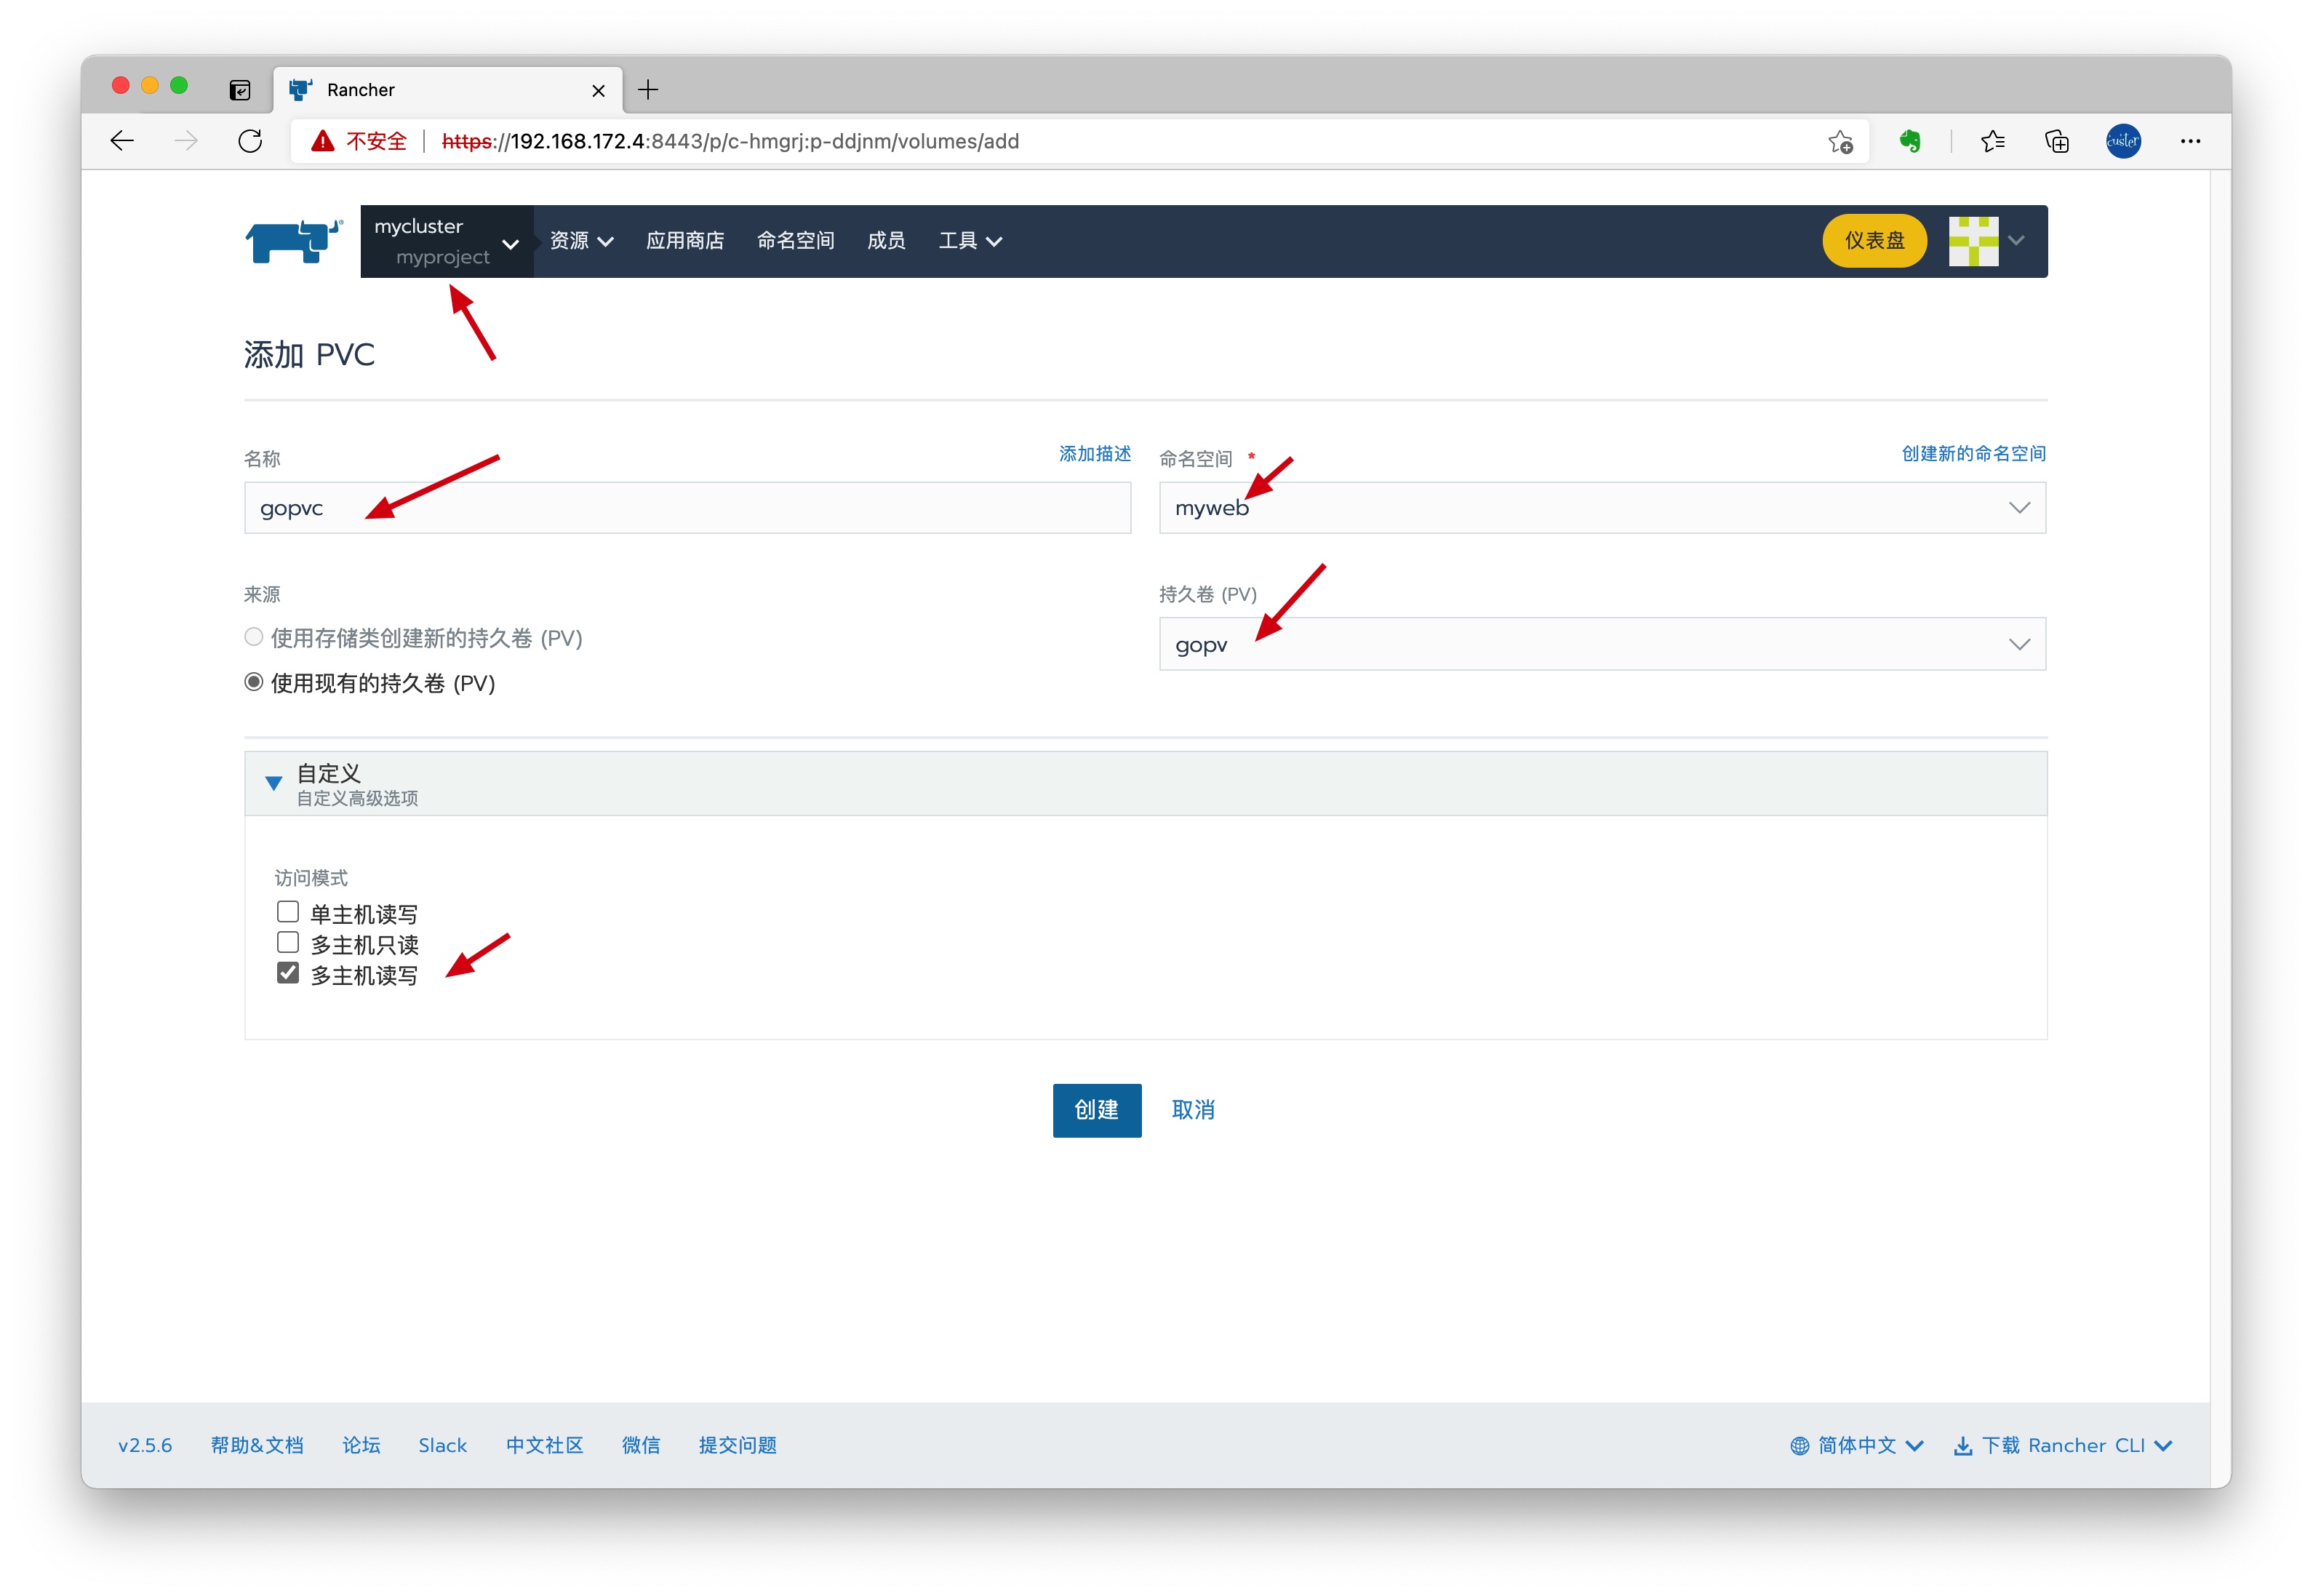 Rancher
不安全 https://192.168.172.4:8443/p/c-hmgrj:p-ddjnm/volumes/add
custer
mycluster
myproject
资源 应用商店 命名空间 成员 工具 仪表盘
添加 PVC
名称 添加描述 命名空间 * 创建新的命名空间
gopvc myweb
来源 持久卷 (PV)
使用存储类创建新的持久卷 (PV) gopv
使用现有的持久卷 (PV)
自定义
自定义高级选项
访问模式
单主机读写
多主机只读
多主机读写
创建 取消
v2.5.6 帮助&文档 论坛 Slack 中文社区 微信 提交问题 简体中文 下载 Rancher CLI